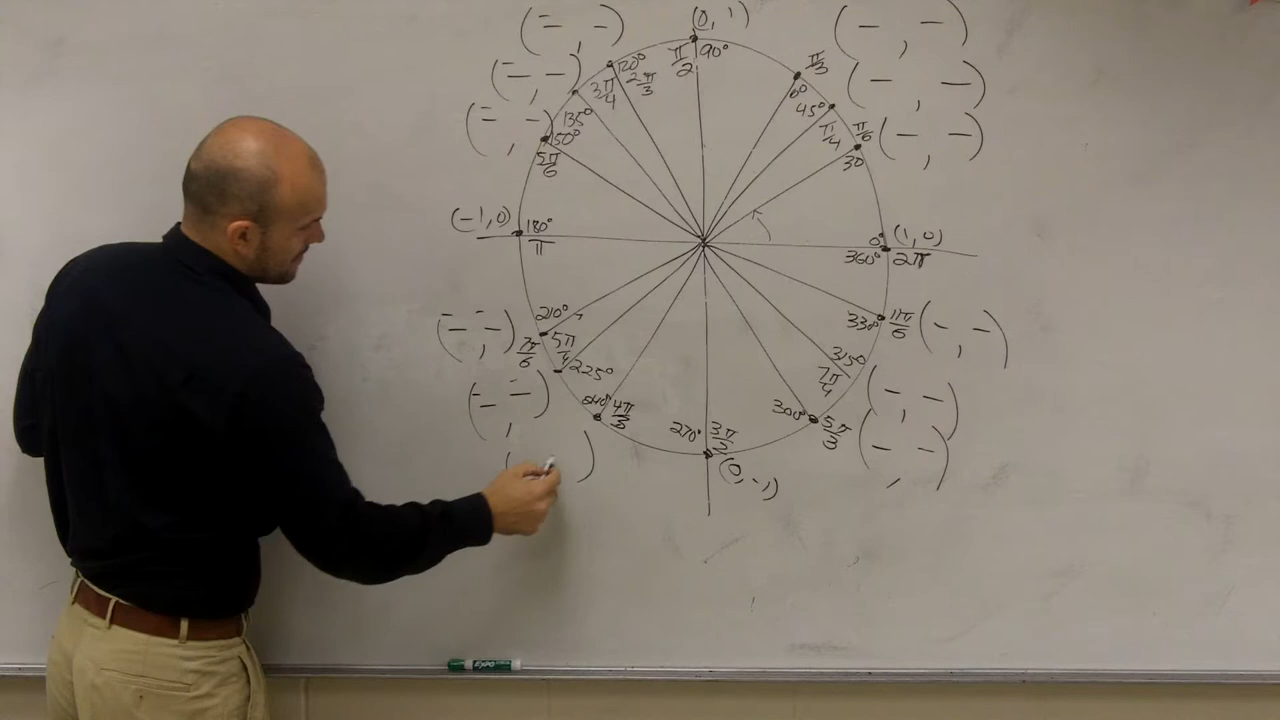 (0, 1)
π/2 90°
π/3
0°
45°
π/4
π/6
30
0° (1, 0)
360° 2π
120°
2π/3
3π/4
135°
150°
5π/6
(-1, 0) 180°
π
210°
7π/6
5π/4
225°
4π/3
270° 3π/2
(0, -1)
300° 5π/3
315°
7π/4
330° 11π/6
EXPO